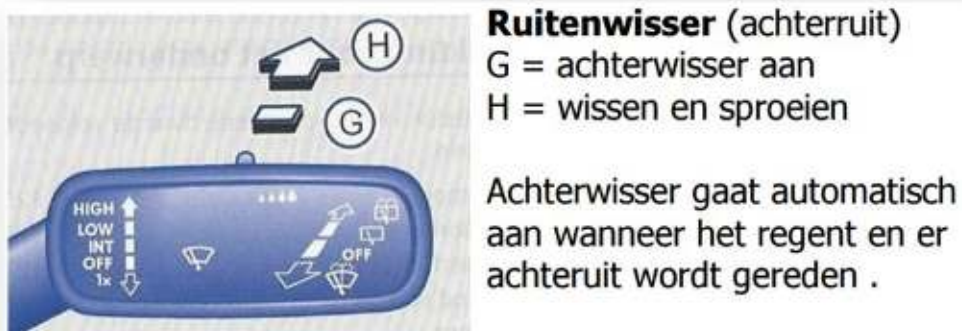 Ruitenwisser (achterruit)
G = achterwisser aan
H = wissen en sproeien
Achterwisser gaat automatisch
aan wanneer het regent en er
achteruit wordt gereden .
H
G
HIGH
LOW
INT
OFF
1x
OFF